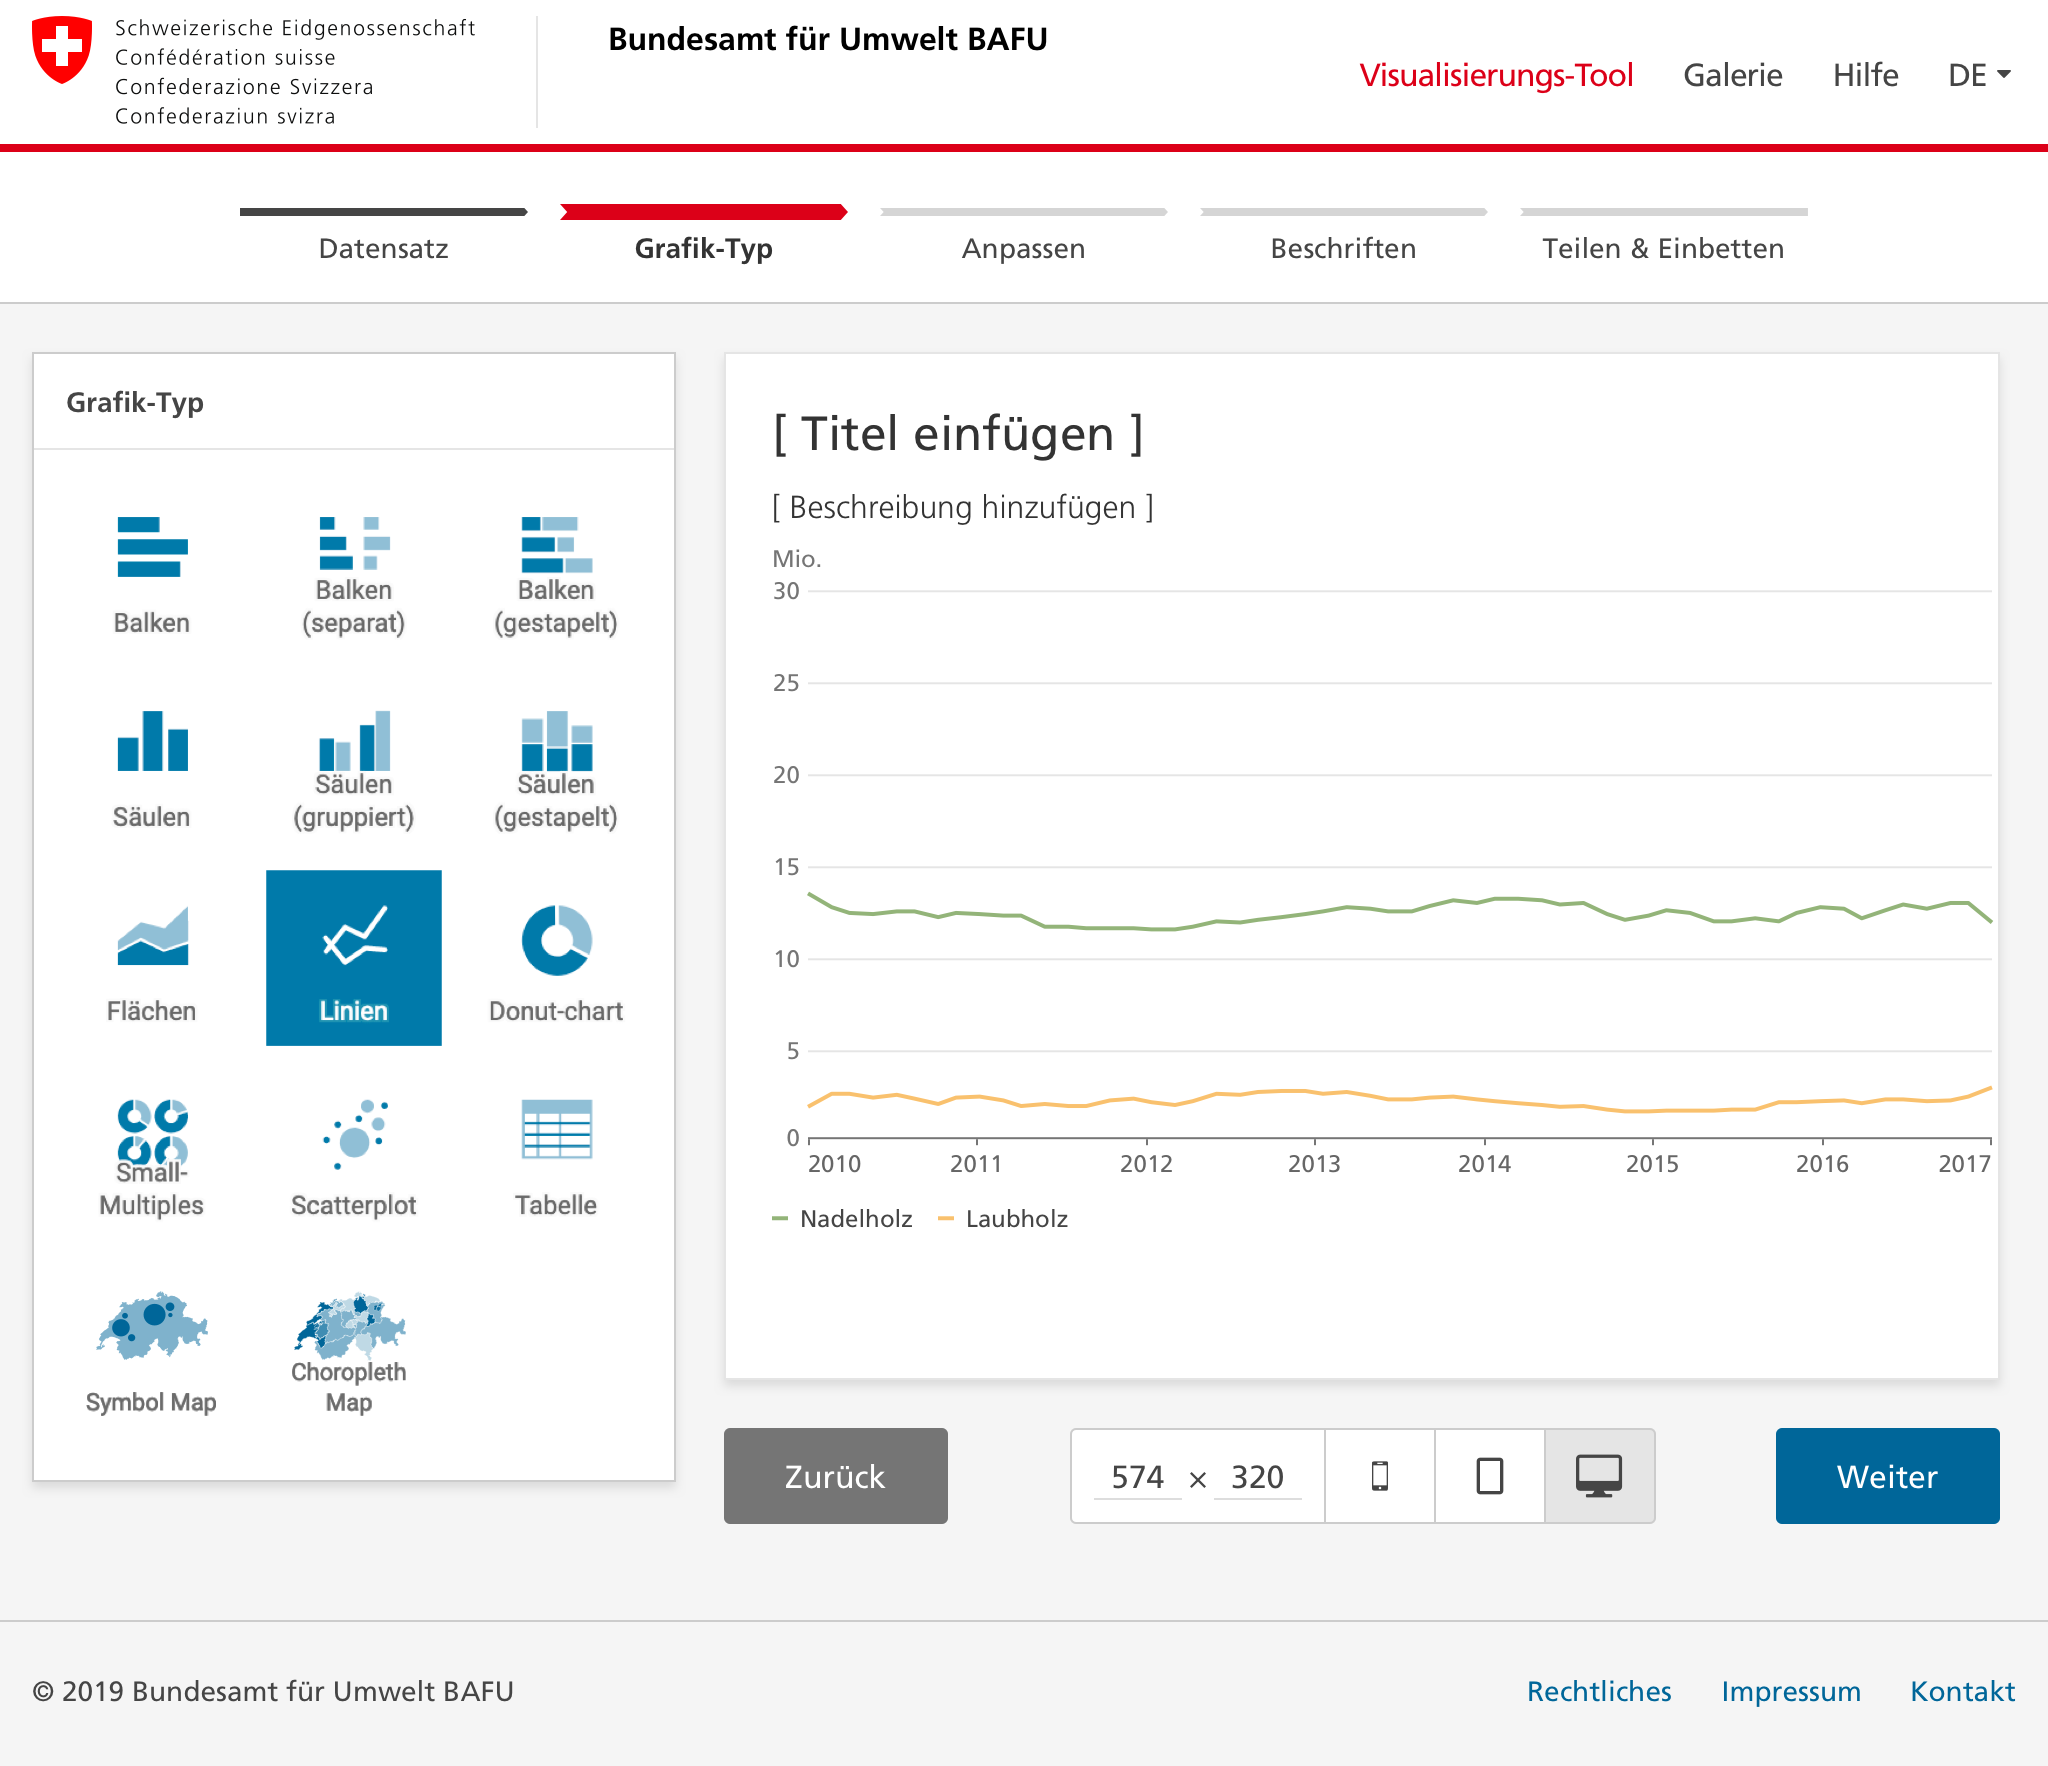 Schweizerische Eidgenossenschaft
Confédération suisse
Confederazione Svizzera
Confederaziun svizra
Bundesamt für Umwelt BAFU
Visualisierungs-Tool
Galerie
Hilfe
DE
Datensatz
Grafik-Typ
Anpassen
Beschriften
Teilen & Einbetten
Grafik-Typ
Balken
Balken
(separat)
Balken
(gestapelt)
Säulen
Säulen
(gruppiert)
Säulen
(gestapelt)
Flächen
Linien
Donut-chart
Small-
Multiples
Scatterplot
Tabelle
Symbol Map
Choropleth
Map
[ Titel einfügen ]
[ Beschreibung hinzufügen ]
Mio.
30
25
20
15
10
5
0
2010
2011
2012
2013
2014
2015
2016
2017
Nadelholz
Laubholz
Zurück
574 × 320
Weiter
© 2019 Bundesamt für Umwelt BAFU
Rechtliches
Impressum
Kontakt